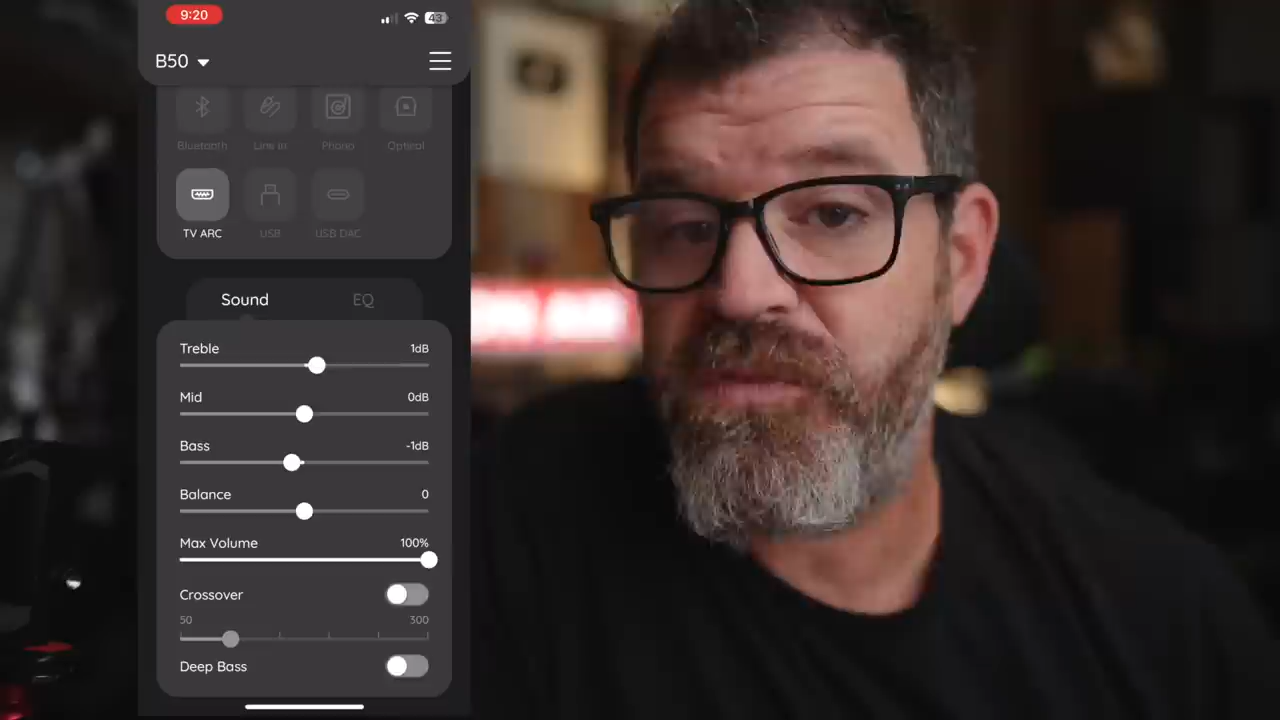 9:20
43
B50
Bluetooth Line In Phono Optical
TV ARC USB USB DAC
Sound EQ
Treble 1dB
Mid 0dB
Bass -1dB
Balance 0
Max Volume 100%
Crossover
50 300
Deep Bass